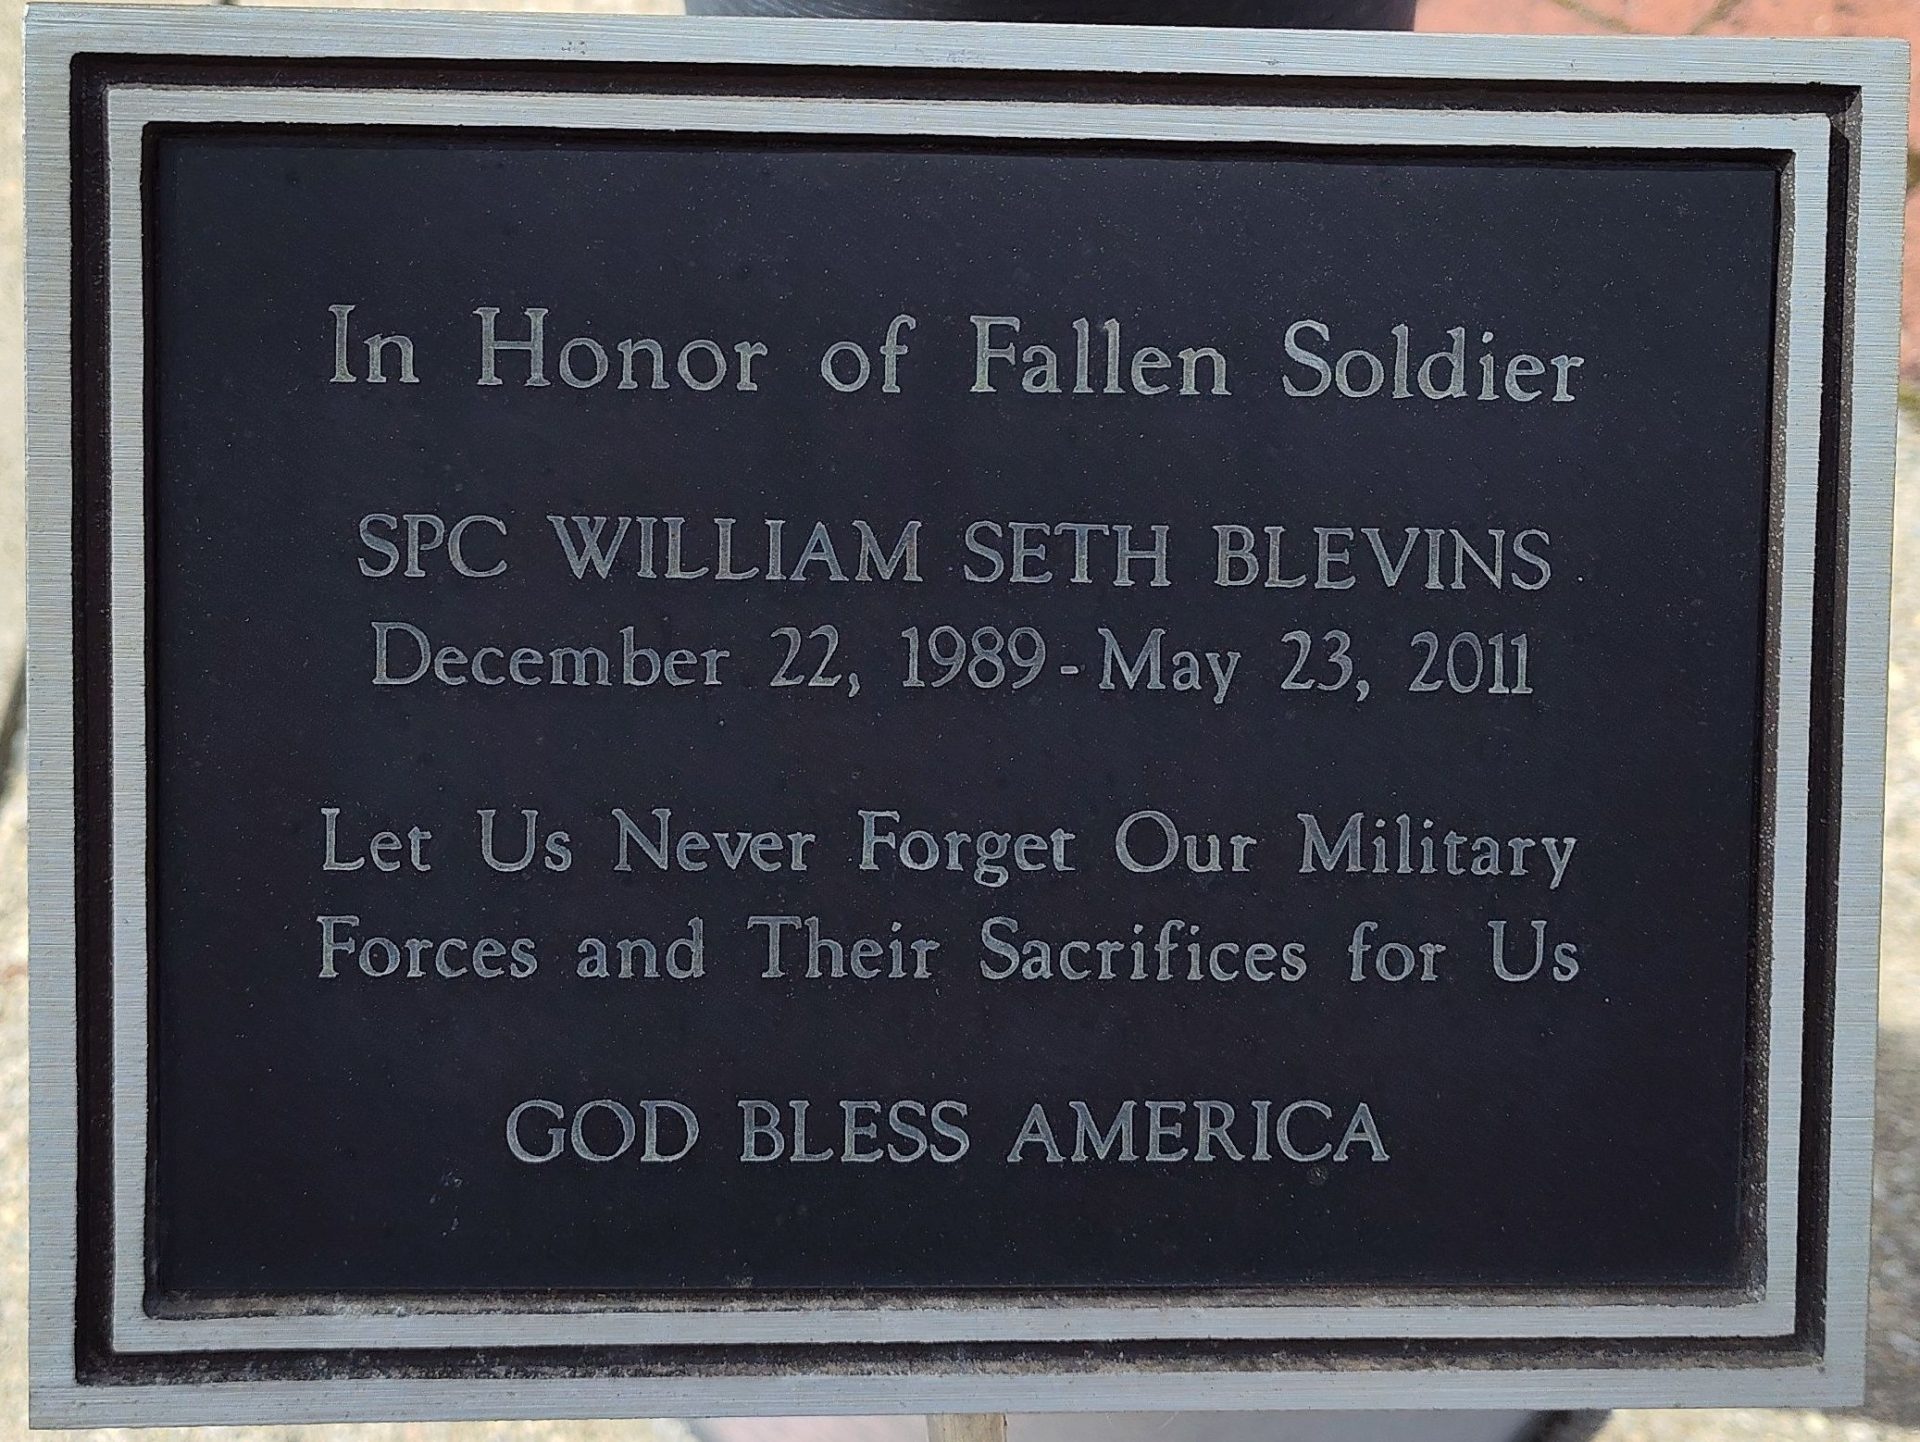 In Honor of Fallen Soldier
SPC WILLIAM SETH BLEVINS
December 22, 1989 - May 23, 2011
Let Us Never Forget Our Military
Forces and Their Sacrifices for Us
GOD BLESS AMERICA